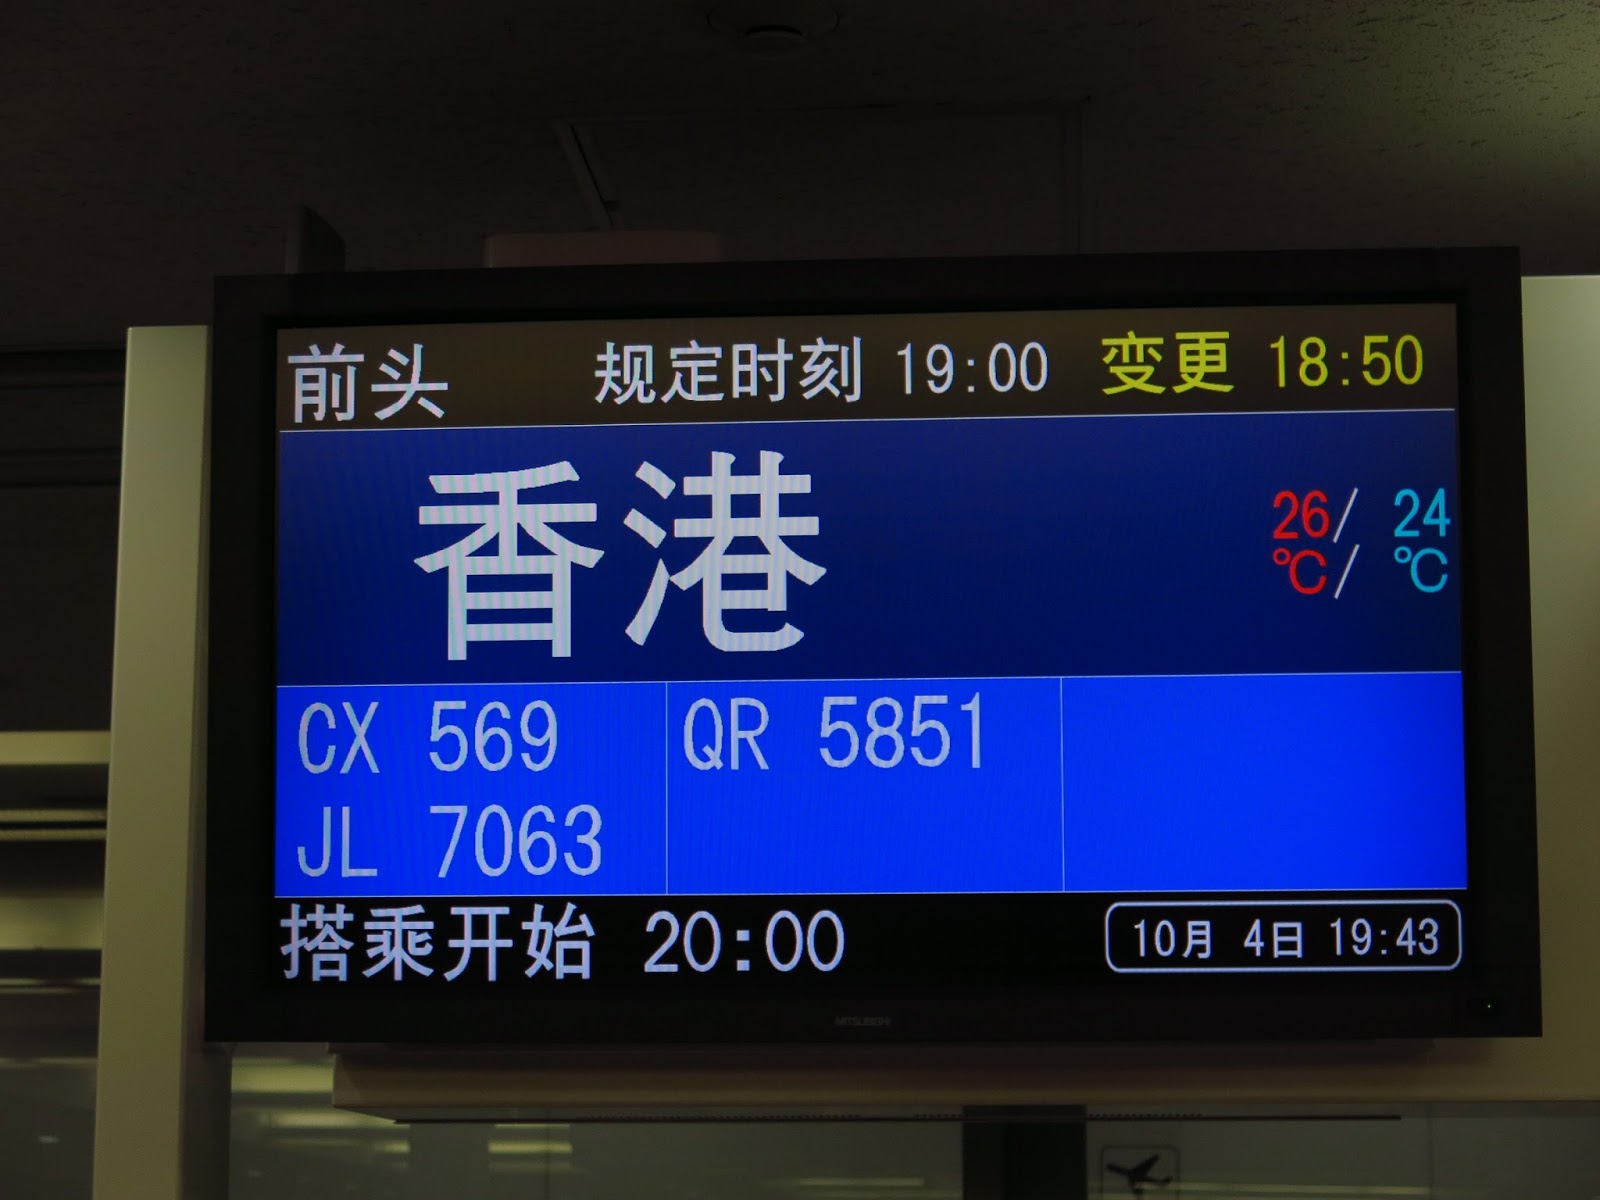 前头 规定时刻 19:00 变更 18:50
香港
26/ 24
℃/ ℃
CX 569 QR 5851
JL 7063
搭乘开始 20:00 10月 4日 19:43
MITSUBISHI